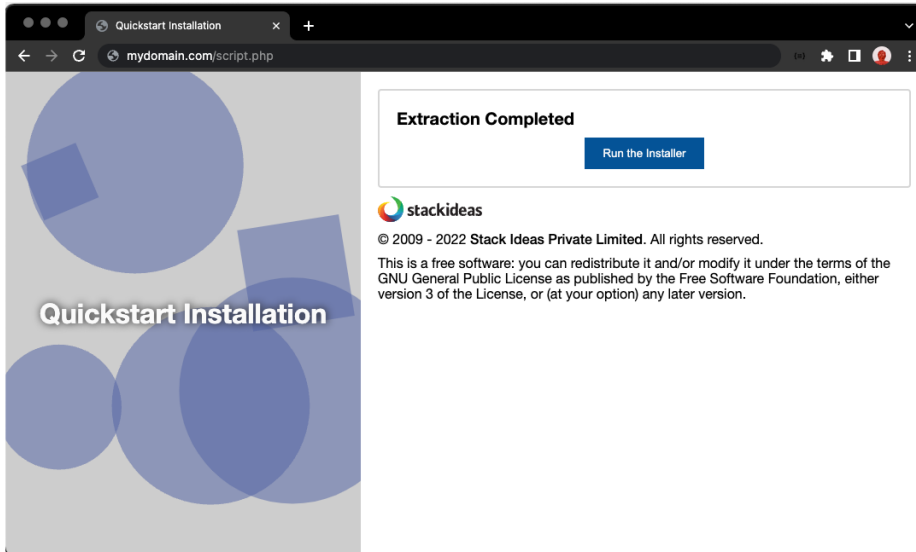 Quickstart Installation
mydomain.com/script.php
Quickstart Installation
Extraction Completed
Run the Installer
stackideas
© 2009 - 2022 Stack Ideas Private Limited. All rights reserved.
This is a free software: you can redistribute it and/or modify it under the terms of the
GNU General Public License as published by the Free Software Foundation, either
version 3 of the License, or (at your option) any later version.